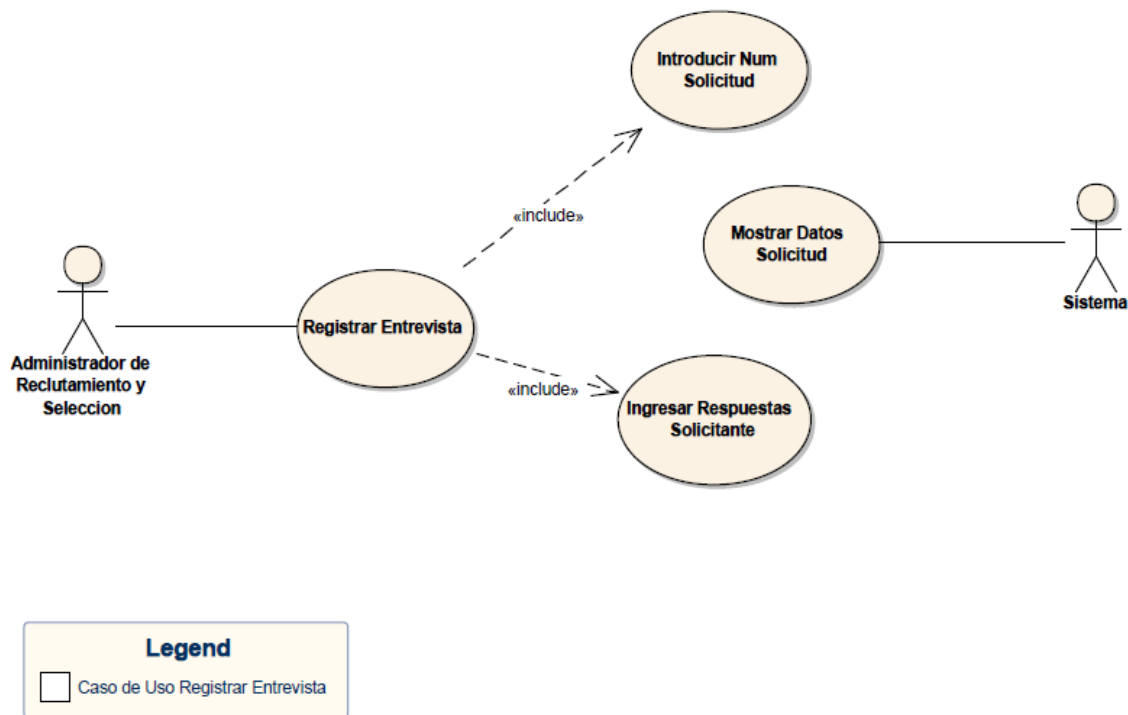 Introducir Num
Solicitud
«include»
Mostrar Datos
Solicitud
Sistema
Registrar Entrevista
Administrador de
Reclutamiento y
Seleccion
«include»
Ingresar Respuestas
Solicitante
Legend
Caso de Uso Registrar Entrevista